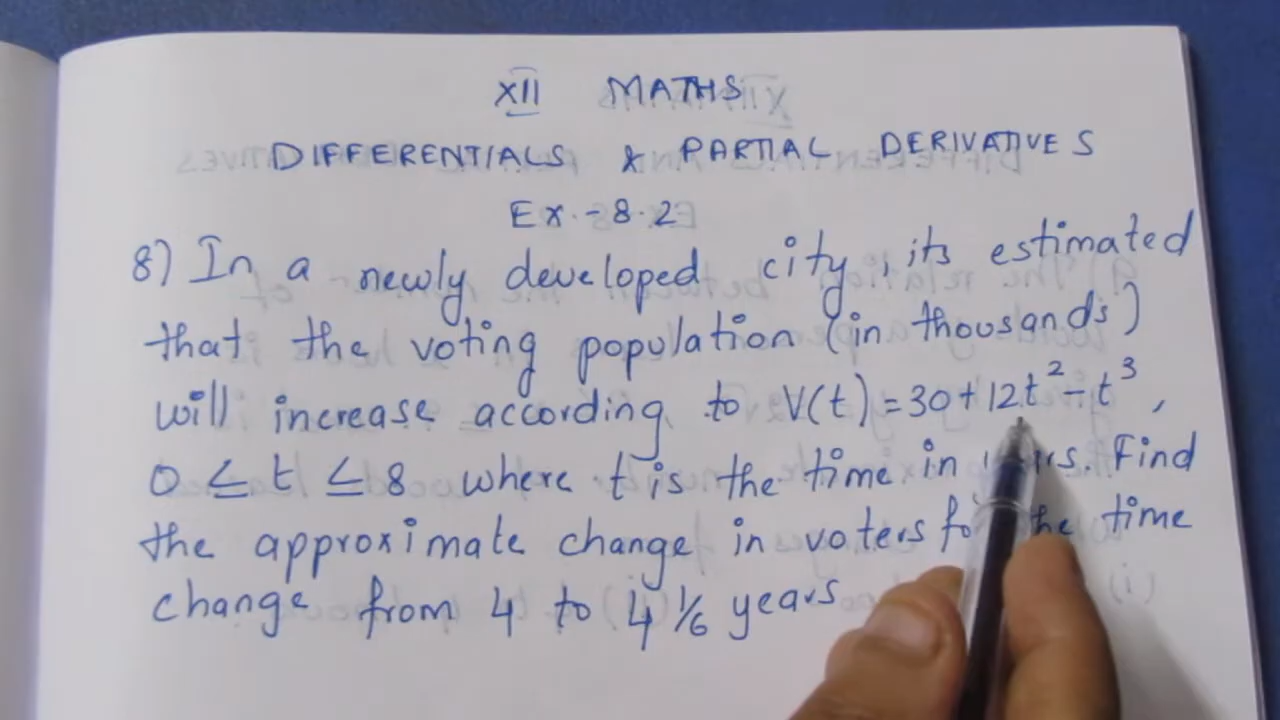 XII MATHS
DIFFERENTIALS & PARTIAL DERIVATIVES
Ex.-8.2
8) In a newly developed city, its estimated
that the voting population (in thousands)
will increase according to V(t) = 30 + 12t² - t³,
0 ≤ t ≤ 8 where t is the time in . Find
the approximate change in voters the time
change from 4 to 4 1/6 years